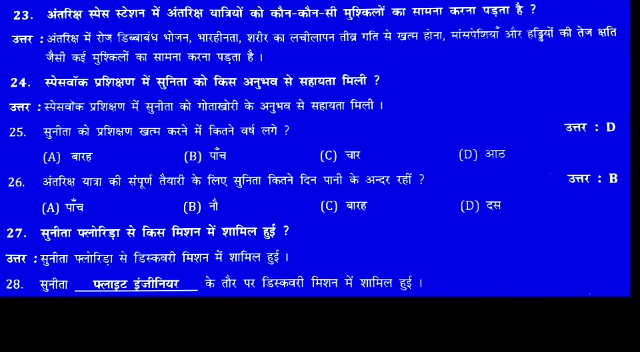 23. अंतरिक्ष स्पेस स्टेशन में अंतरिक्ष यात्रियों को कौन-कौन-सी मुश्किलों का सामना करना पड़ता है ?
उत्तर : अंतरिक्ष में रोज डिब्बाबंध भोजन, भारहीनता, शरीर का लचीलापन तीव्र गति से खत्म होना, मांसपेशियाँ और हड्डियों की तेज क्षति
जैसी कई मुश्किलों का सामना करना पड़ता है ।
24. स्पेसवॉक प्रशिक्षण में सुनिता को किस अनुभव से सहायता मिली ?
उत्तर : स्पेसवॉक प्रशिक्षण में सुनीता को गोताखोरी के अनुभव से सहायता मिली ।
25. सुनीता को प्रशिक्षण खत्म करने में कितने वर्ष लगे ? उत्तर : D
(A) बारह (B) पाँच (C) चार (D) आठ
26. अंतरिक्ष यात्रा की संपूर्ण तैयारी के लिए सुनिता कितने दिन पानी के अन्दर रहीं ? उत्तर : B
(A) पाँच (B) नौ (C) बारह (D) दस
27. सुनीता फ्लोरिड़ा से किस मिशन में शामिल हुई ?
उत्तर : सुनीता फ्लोरिड़ा से डिस्कवरी मिशन में शामिल हुई ।
28. सुनीता फ्लाइट इंजीनियर के तौर पर डिस्कवरी मिशन में शामिल हुई ।